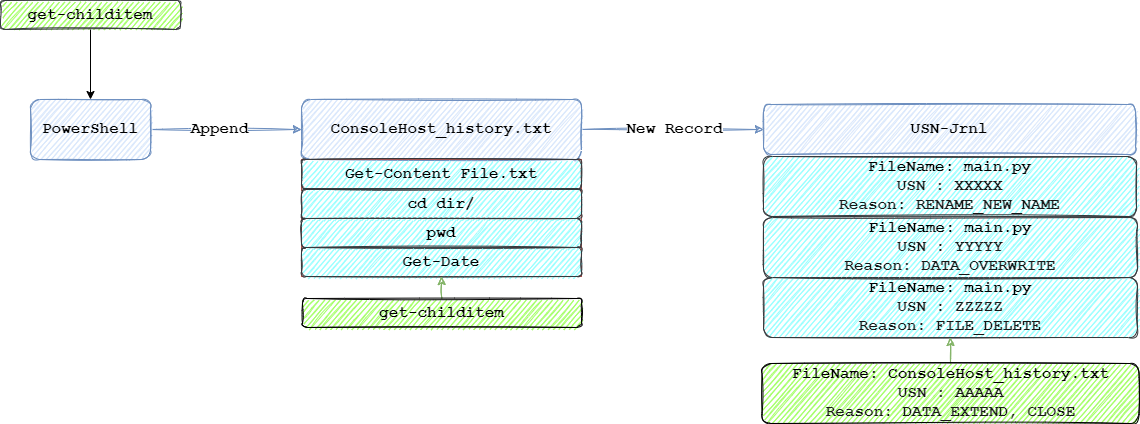 get-childitem
PowerShell
Append
ConsoleHost_history.txt
New Record
USN-Jrnl
Get-Content File.txt
cd dir/
pwd
Get-Date
get-childitem
FileName: main.py
USN : XXXXX
Reason: RENAME_NEW_NAME
FileName: main.py
USN : YYYYY
Reason: DATA_OVERWRITE
FileName: main.py
USN : ZZZZZ
Reason: FILE_DELETE
FileName: ConsoleHost_history.txt
USN : AAAAA
Reason: DATA_EXTEND, CLOSE